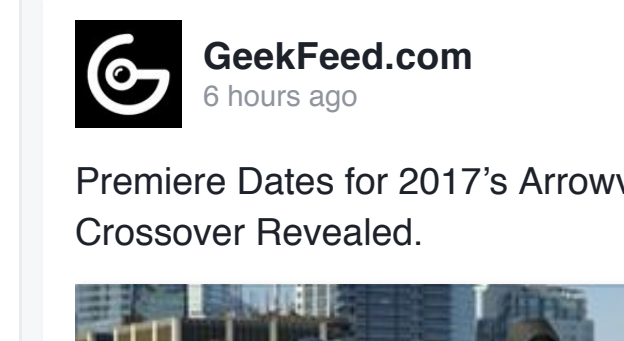 GeekFeed.com
6 hours ago
Premiere Dates for 2017’s
Crossover Revealed.